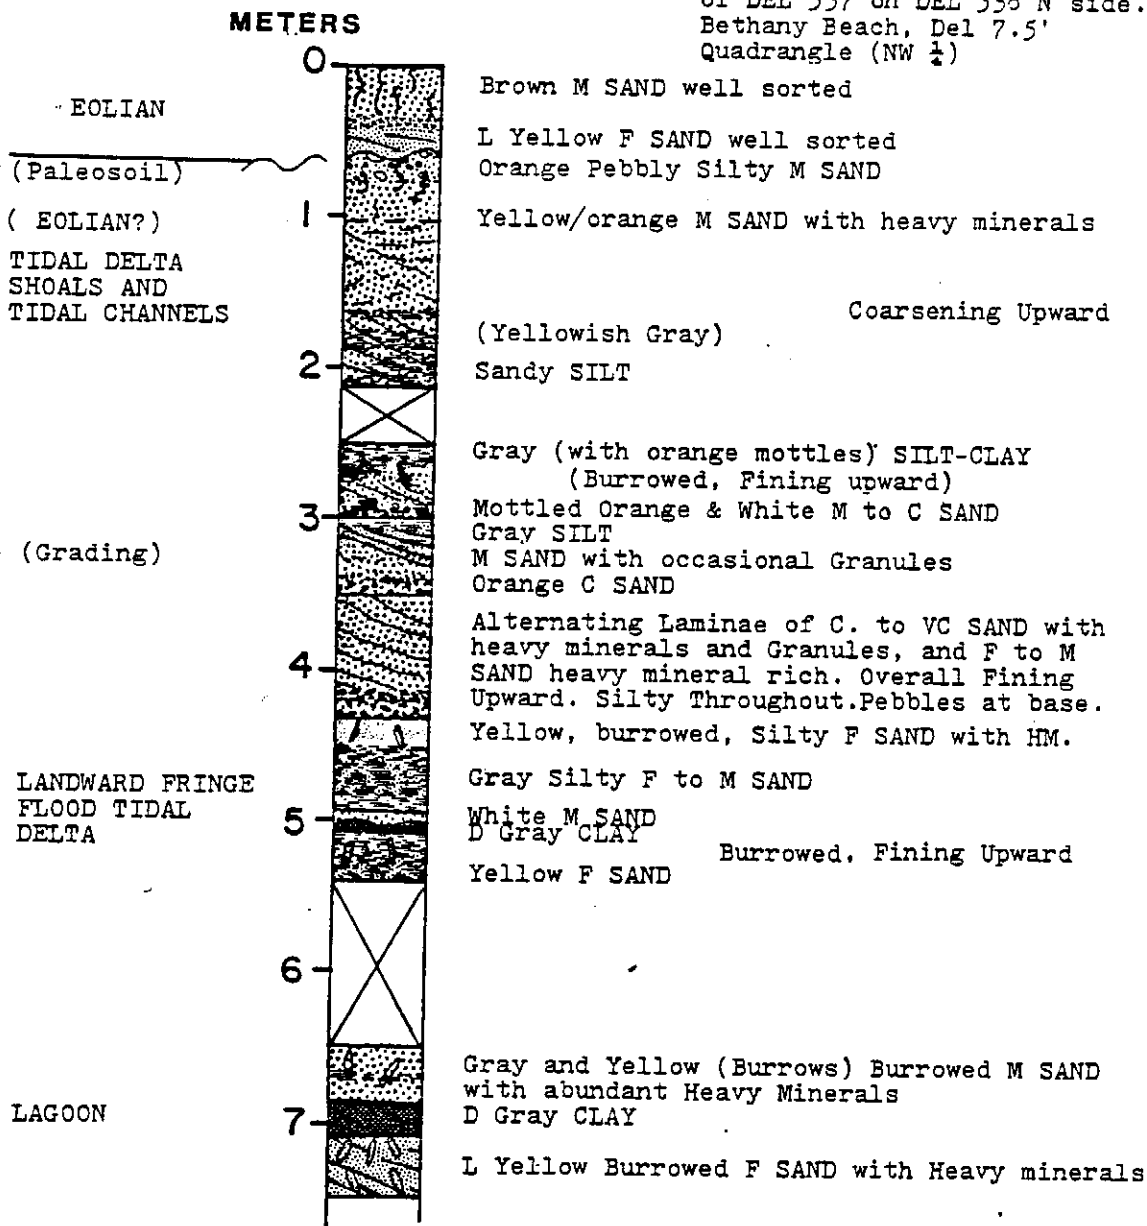 of DEL 357 on DEL 350 N side.
Bethany Beach, Del 7.5'
Quadrangle (NW ¼)
METERS
0
Brown M SAND well sorted
EOLIAN
L Yellow F SAND well sorted
(Paleosoil)
Orange Pebbly Silty M SAND
1
( EOLIAN?)
Yellow/orange M SAND with heavy minerals
TIDAL DELTA
SHOALS AND
TIDAL CHANNELS
Coarsening Upward
(Yellowish Gray)
2
Sandy SILT
Gray (with orange mottles) SILT-CLAY
(Burrowed, Fining upward)
3
Mottled Orange & White M to C SAND
Gray SILT
(Grading)
M SAND with occasional Granules
Orange C SAND
Alternating Laminae of C. to VC SAND with
heavy minerals and Granules, and F to M
4
SAND heavy mineral rich. Overall Fining
Upward. Silty Throughout.Pebbles at base.
Yellow, burrowed, Silty F SAND with HM.
LANDWARD FRINGE
FLOOD TIDAL
DELTA
Gray Silty F to M SAND
5
White M SAND
D Gray CLAY
Burrowed, Fining Upward
Yellow F SAND
6
Gray and Yellow (Burrows) Burrowed M SAND
with abundant Heavy Minerals
LAGOON
7
D Gray CLAY
L Yellow Burrowed F SAND with Heavy minerals